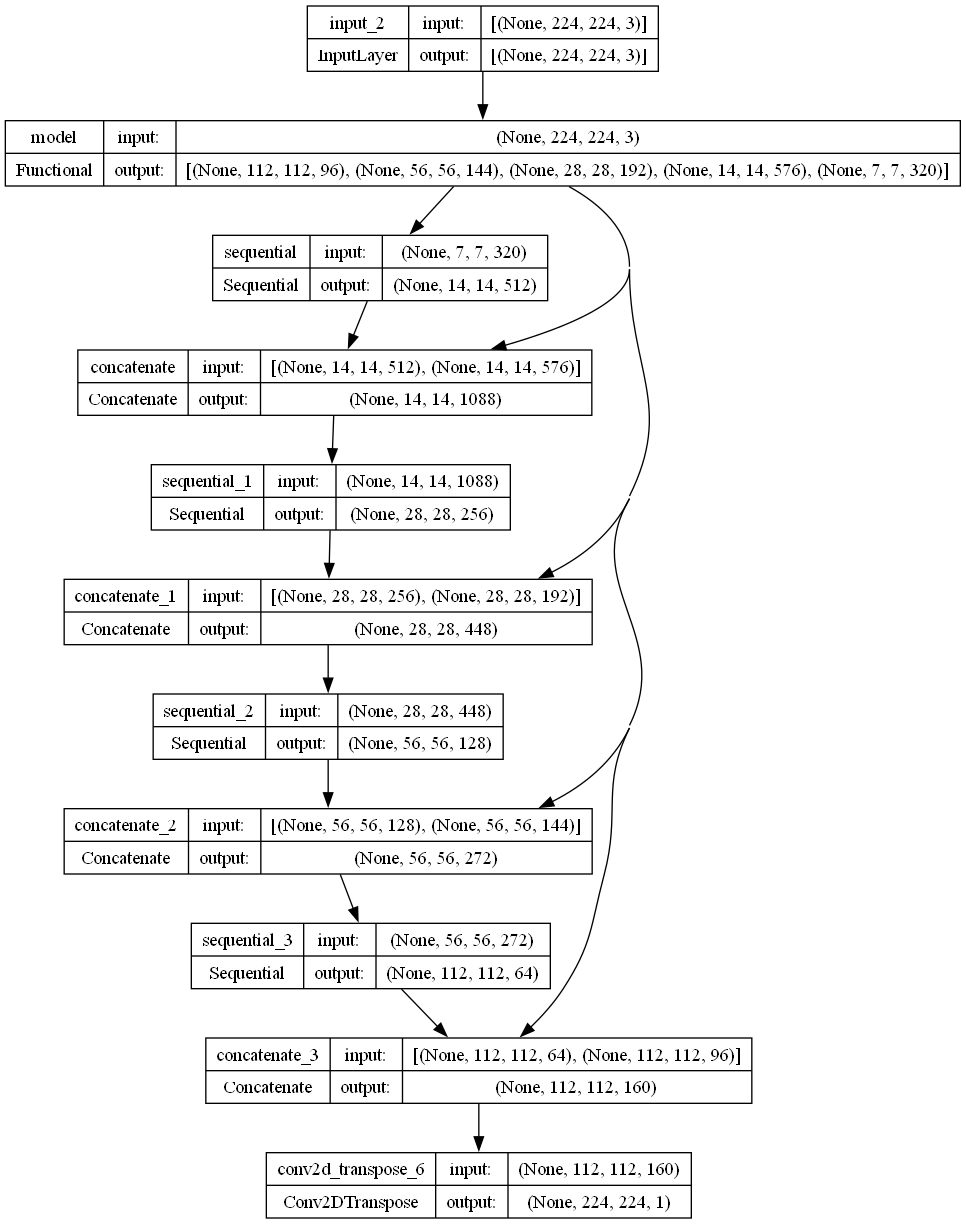 input_2 input: [(None, 224, 224, 3)]
InputLayer output: [(None, 224, 224, 3)]
model input: (None, 224, 224, 3)
Functional output: [(None, 112, 112, 96), (None, 56, 56, 144), (None, 28, 28, 192), (None, 14, 14, 576), (None, 7, 7, 320)]
sequential input: (None, 7, 7, 320)
Sequential output: (None, 14, 14, 512)
concatenate input: [(None, 14, 14, 512), (None, 14, 14, 576)]
Concatenate output: (None, 14, 14, 1088)
sequential_1 input: (None, 14, 14, 1088)
Sequential output: (None, 28, 28, 256)
concatenate_1 input: [(None, 28, 28, 256), (None, 28, 28, 192)]
Concatenate output: (None, 28, 28, 448)
sequential_2 input: (None, 28, 28, 448)
Sequential output: (None, 56, 56, 128)
concatenate_2 input: [(None, 56, 56, 128), (None, 56, 56, 144)]
Concatenate output: (None, 56, 56, 272)
sequential_3 input: (None, 56, 56, 272)
Sequential output: (None, 112, 112, 64)
concatenate_3 input: [(None, 112, 112, 64), (None, 112, 112, 96)]
Concatenate output: (None, 112, 112, 160)
conv2d_transpose_6 input: (None, 112, 112, 160)
Conv2DTranspose output: (None, 224, 224, 1)